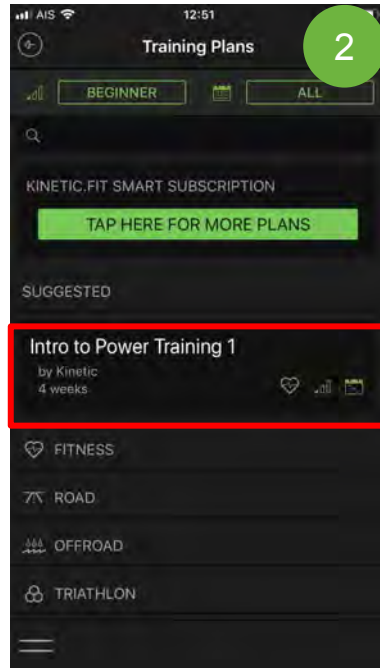 AIS 12:51
Training Plans
2
BEGINNER ALL
KINETIC.FIT SMART SUBSCRIPTION
TAP HERE FOR MORE PLANS
SUGGESTED
Intro to Power Training 1
by Kinetic
4 weeks
FITNESS
ROAD
OFFROAD
TRIATHLON